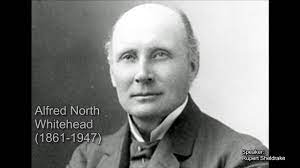 Alfred North
Whitehead
(1861-1947)
Speaker:
Rupert Sheldrake